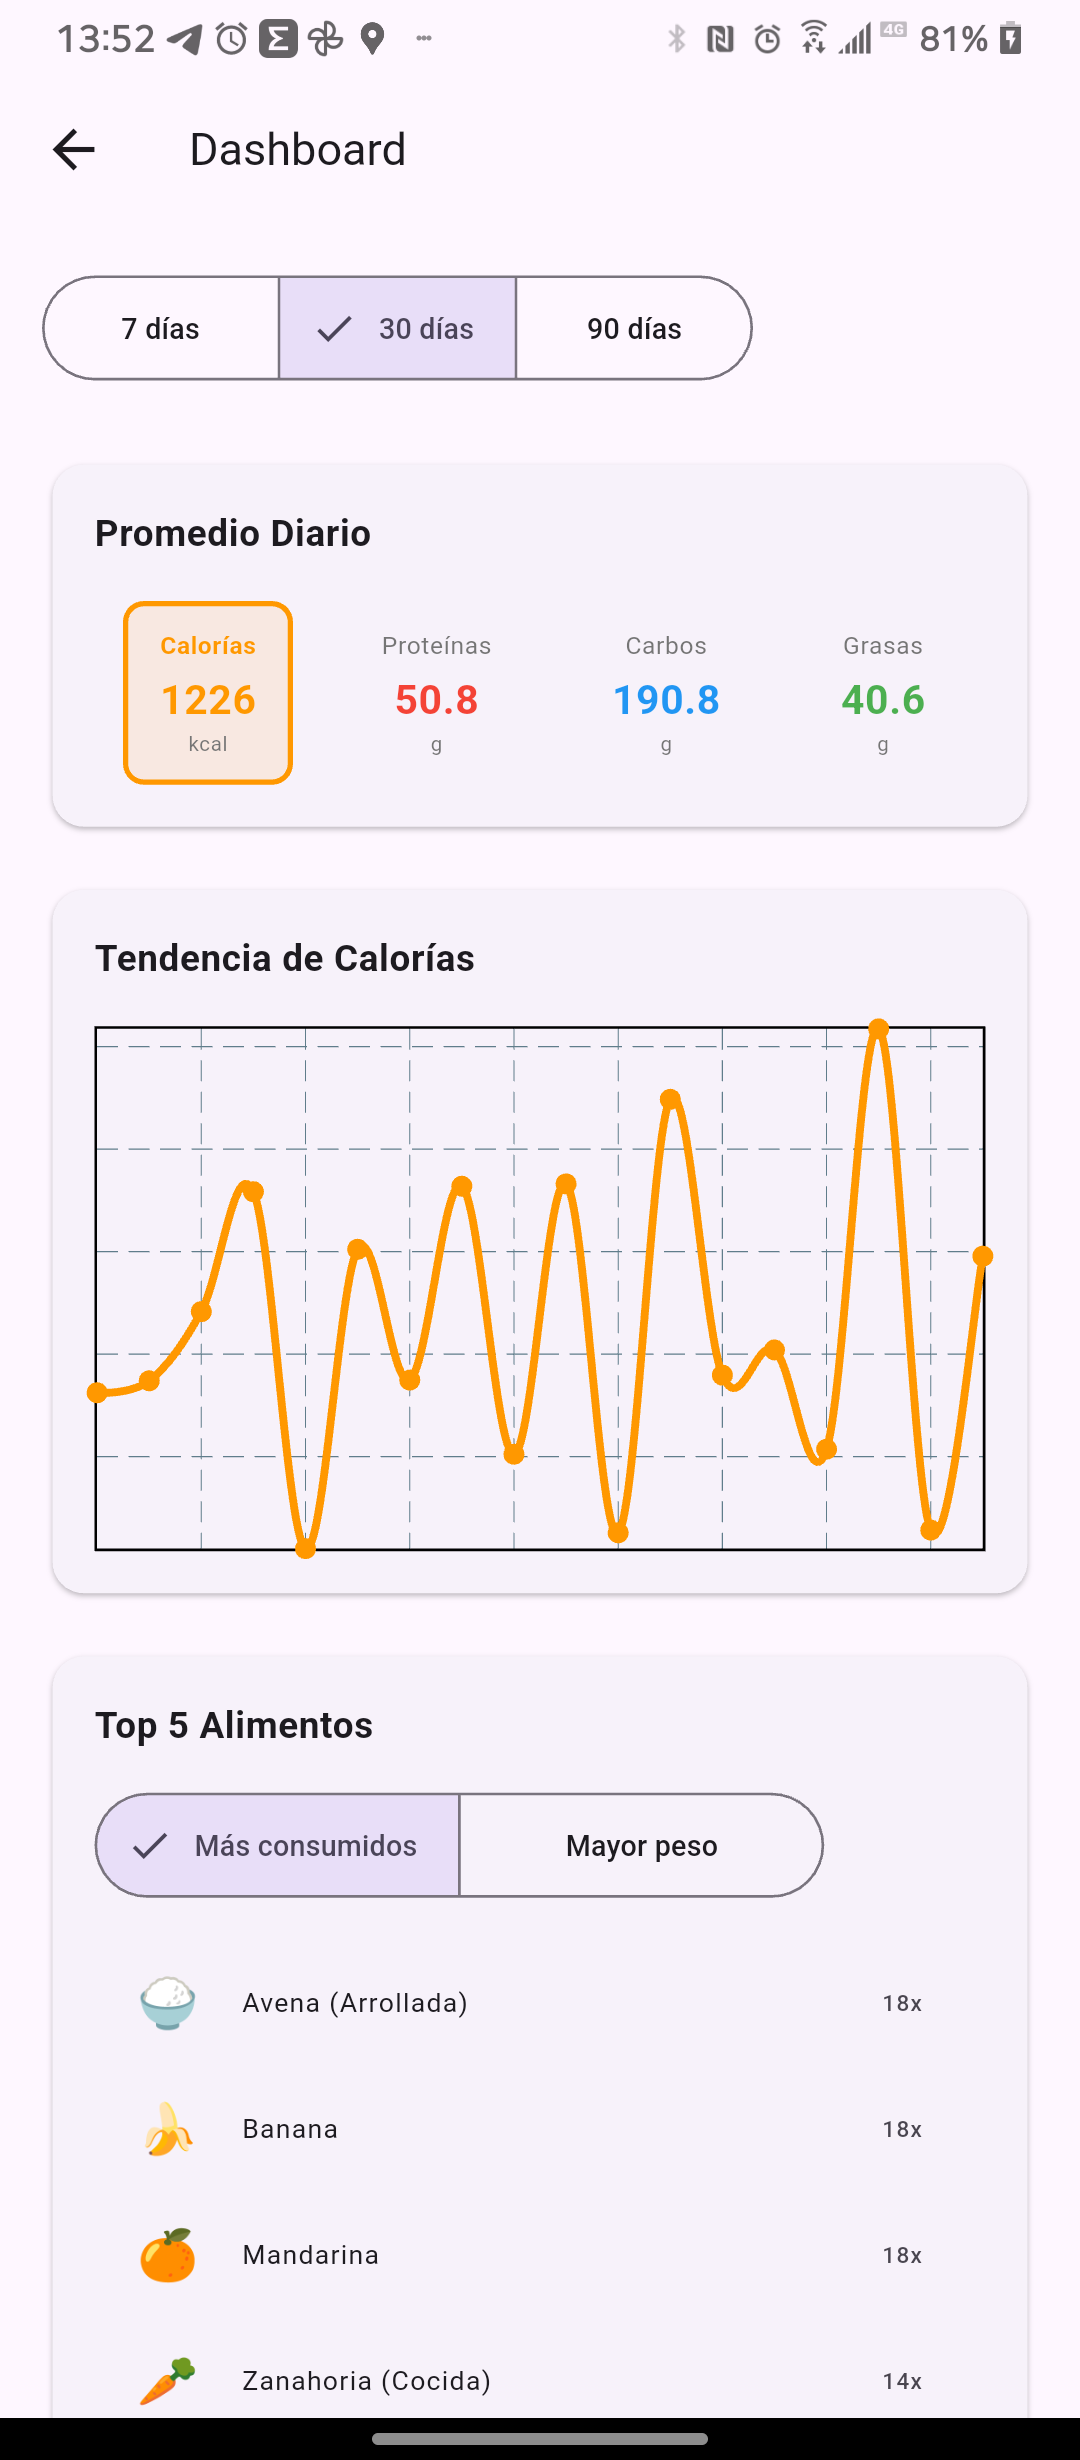 13:52 4G 81%
Dashboard
7 días 30 días 90 días
Promedio Diario
Calorías Proteínas Carbos Grasas
1226 50.8 190.8 40.6
kcal g g g
Tendencia de Calorías
Top 5 Alimentos
Más consumidos Mayor peso
Avena (Arrollada) 18x
Banana 18x
Mandarina 18x
Zanahoria (Cocida) 14x